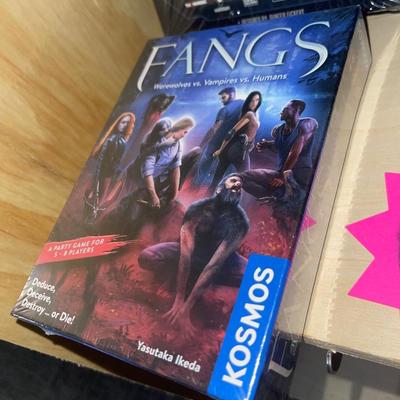 FANGS
Werewolves vs. Vampires vs. Humans
A PARTY GAME FOR
5 - 8 PLAYERS
Deduce,
Deceive,
Destroy ... or Die!
Yasutaka Ikeda
KOSMOS